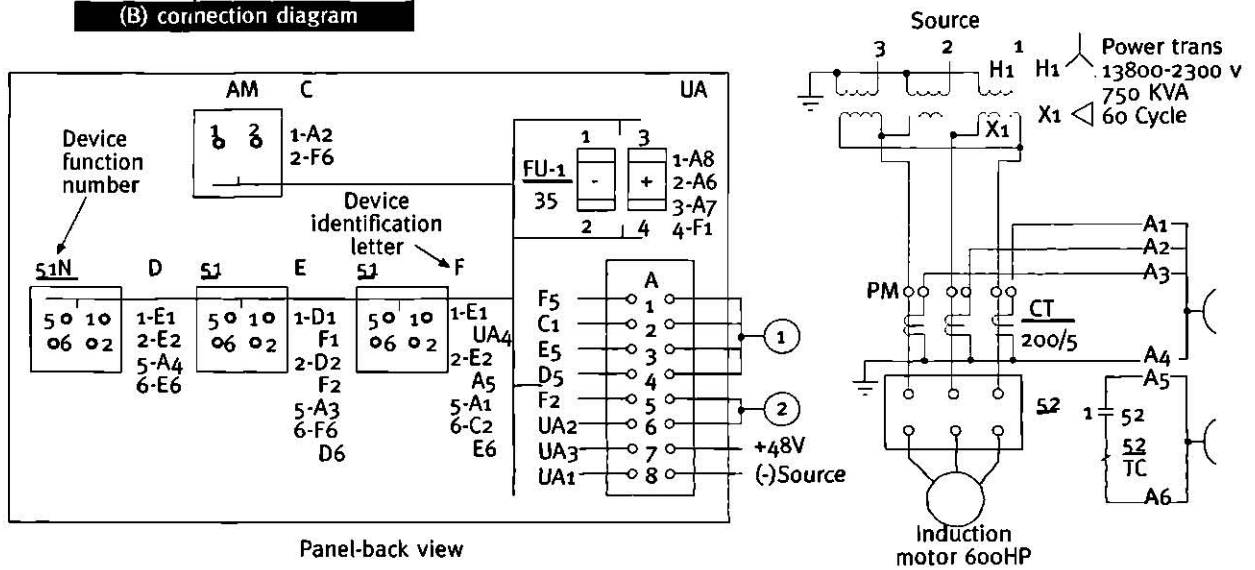 (B) connection diagram
AM C UA
1 2
1-A2
2-F6
Device
function
number
Device
identification
letter
FU-1
35
1 3
- +
2 4
1-A8
2-A6
3-A7
4-F1
51N D 51 E 51 F
5 1
6 2
1-E1
2-E2
5-A4
6-E6
5 1
6 2
1-D1
F1
2-D2
F2
5-A3
6-F6
D6
5 1
6 2
1-E1
UA4
2-E2
A5
5-A1
6-C2
E6
A
F5 1
C1 2
E5 3
D5 4
F2 5
UA2 6
UA3 7
UA1 8
1
2
+48V
(-)Source
Panel-back view
Source
3 2 1
H1 H1
Power trans
13800-2300 v
750 KVA
X1 X1 60 Cycle
A1
A2
A3
PM
CT
200/5
A4
A5
52
1 52
52
TC
A6
Induction
motor 600HP